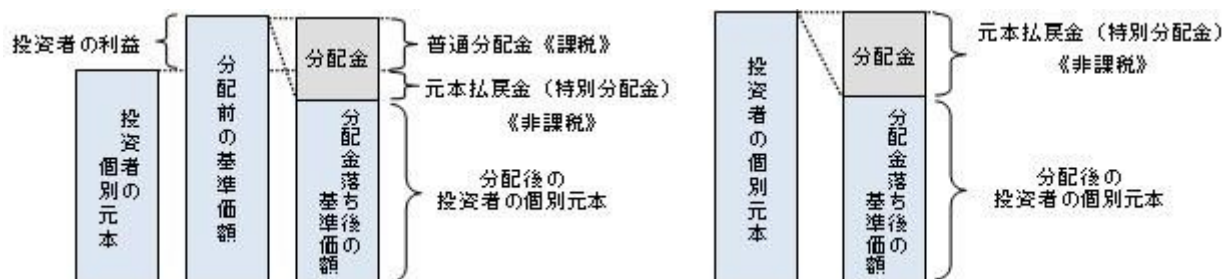 投資者の利益
投資者の
個別の元本
分配前の基準価額
分配金
分配金落ち後の
基準価額
普通分配金《課税》
元本払戻金（特別分配金）
《非課税》
分配後の
投資者の個別元本
投資者の個別元本
分配金
分配金落ち後の
基準価額
元本払戻金（特別分配金）
《非課税》
分配後の
投資者の個別元本